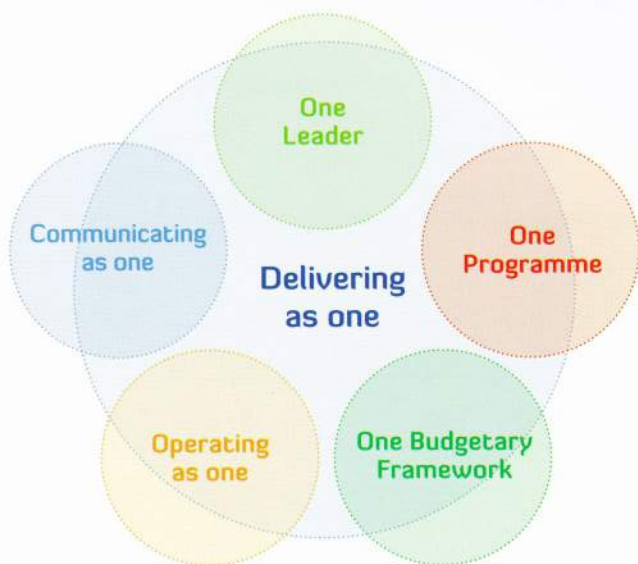 One
Leader
One
Programme
Communicating
as one
Delivering
as one
Operating
as one
One Budgetary
Framework